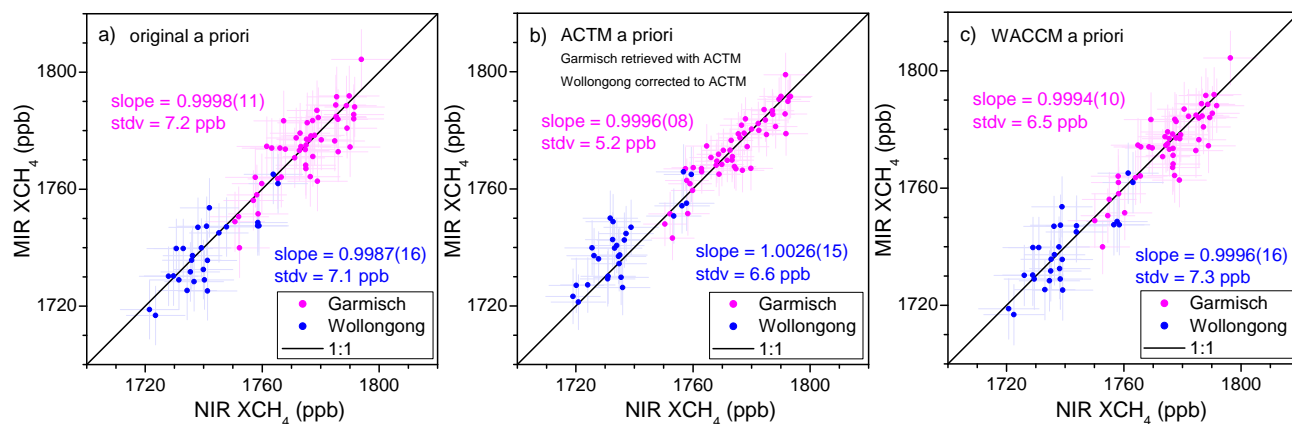 a) original a priori
slope = 0.9998(11)
stdv = 7.2 ppb
slope = 0.9987(16)
stdv = 7.1 ppb
Garmisch
Wollongong
1:1
1800
1760
1720
MIR XCH4 (ppb)
1720 1760 1800
NIR XCH4 (ppb)
b) ACTM a priori
Garmisch retrieved with ACTM
Wollongong corrected to ACTM
slope = 0.9996(08)
stdv = 5.2 ppb
slope = 1.0026(15)
stdv = 6.6 ppb
Garmisch
Wollongong
1:1
1800
1760
1720
MIR XCH4 (ppb)
1720 1760 1800
NIR XCH4 (ppb)
c) WACCM a priori
slope = 0.9994(10)
stdv = 6.5 ppb
slope = 0.9996(16)
stdv = 7.3 ppb
Garmisch
Wollongong
1:1
1800
1760
1720
MIR XCH4 (ppb)
1720 1760 1800
NIR XCH4 (ppb)